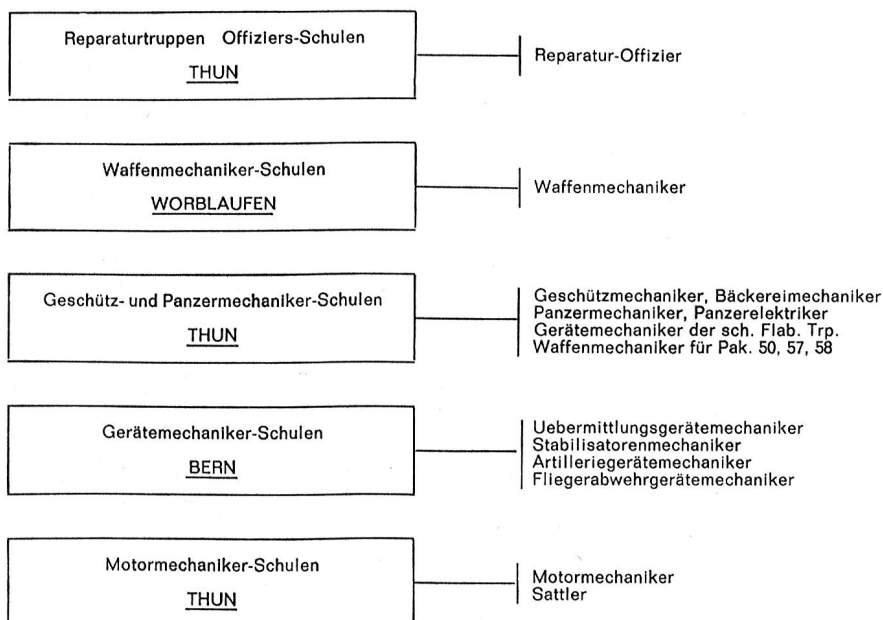 Reparaturtruppen Offiziers-Schulen
THUN
Reparatur-Offizier
Waffenmechaniker-Schulen
WORBLAUFEN
Waffenmechaniker
Geschütz- und Panzermechaniker-Schulen
THUN
Geschützmechaniker, Bäckereimechaniker
Panzermechaniker, Panzerelektriker
Gerätemechaniker der sch. Flab. Trp.
Waffenmechaniker für Pak. 50, 57, 58
Gerätemechaniker-Schulen
BERN
Uebermittlungsgerätemechaniker
Stabilisatorenmechaniker
Artilleriegerätemechaniker
Fliegerabwehrgerätemechaniker
Motormechaniker-Schulen
THUN
Motormechaniker
Sattler